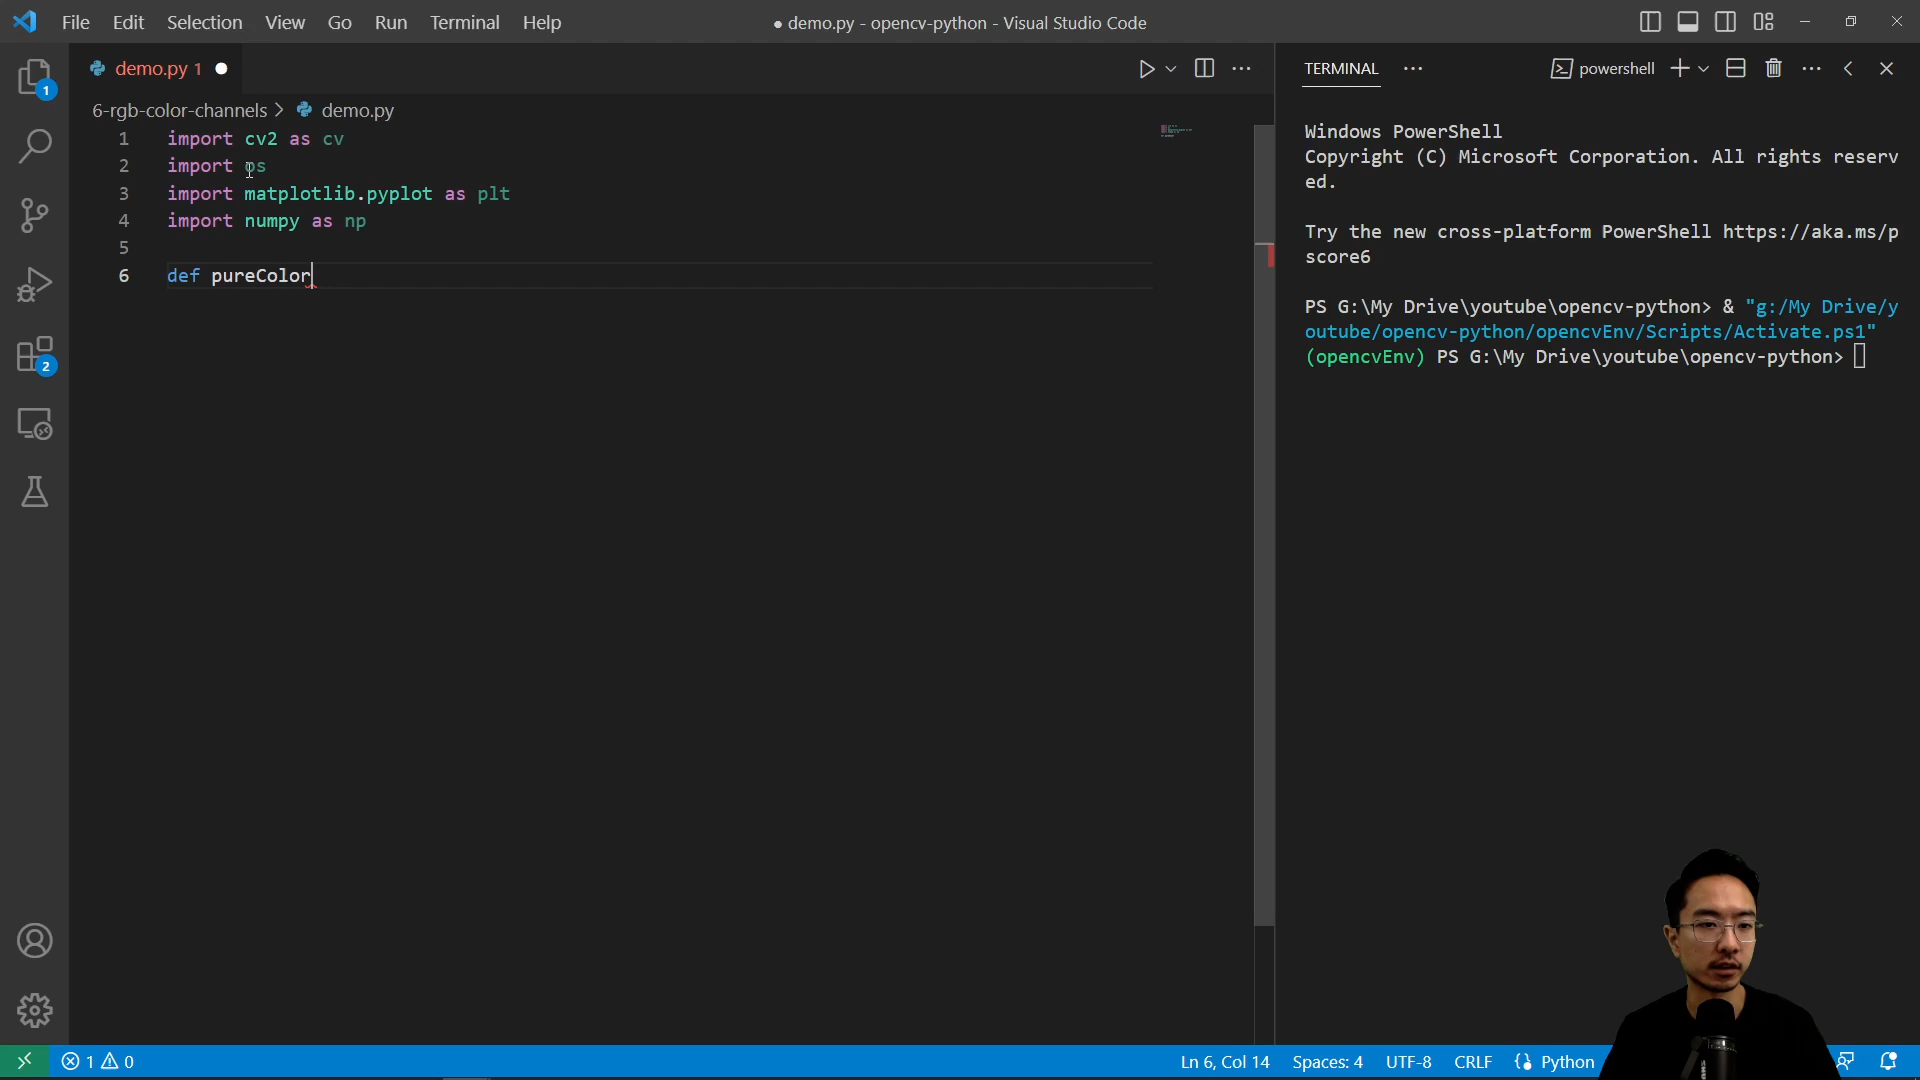 File Edit Selection View Go Run Terminal Help
● demo.py - opencv-python - Visual Studio Code
demo.py 1 ●
6-rgb-color-channels > demo.py
1 import cv2 as cv
2 import os
3 import matplotlib.pyplot as plt
4 import numpy as np
5
6 def pureColor
TERMINAL
powershell
Windows PowerShell
Copyright (C) Microsoft Corporation. All rights reserv
ed.
Try the new cross-platform PowerShell https://aka.ms/p
score6
PS G:\My Drive\youtube\opencv-python> & "g:/My Drive/y
outube/opencv-python/opencvEnv/Scripts/Activate.ps1"
(opencvEnv) PS G:\My Drive\youtube\opencv-python>
1
2
1 0
Ln 6, Col 14 Spaces: 4 UTF-8 CRLF Python